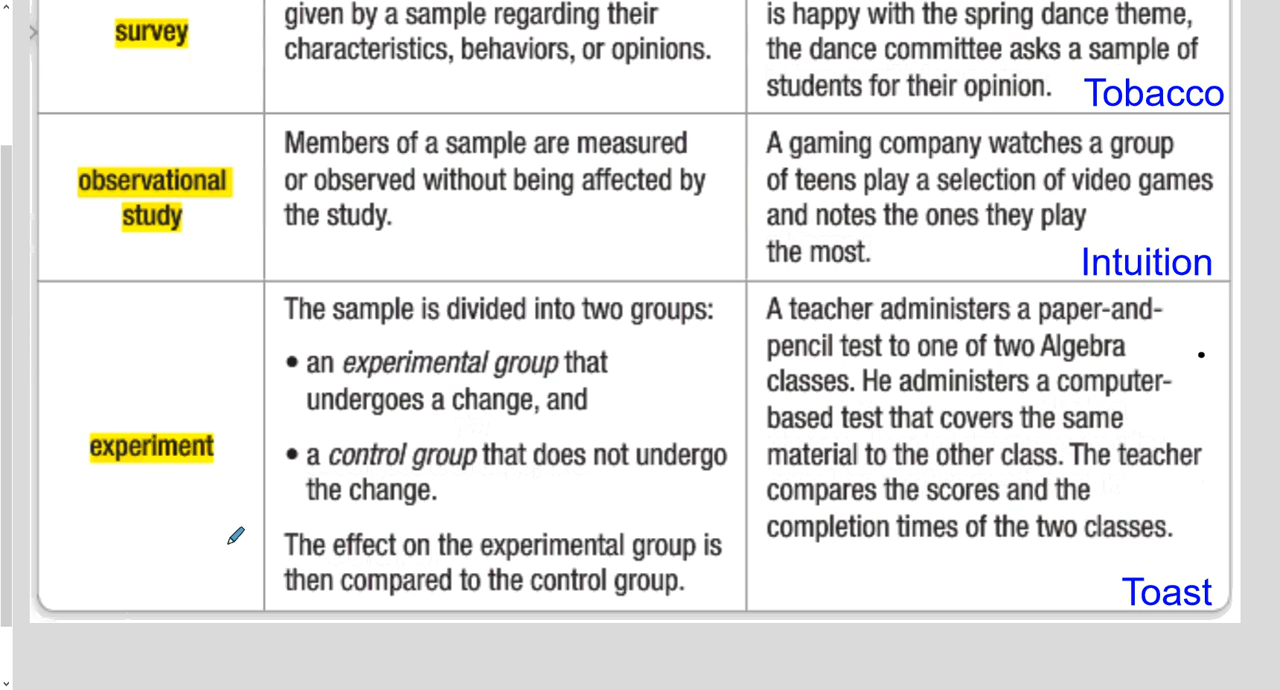 survey
given by a sample regarding their
characteristics, behaviors, or opinions.
is happy with the spring dance theme,
the dance committee asks a sample of
students for their opinion.
Tobacco
observational
study
Members of a sample are measured
or observed without being affected by
the study.
A gaming company watches a group
of teens play a selection of video games
and notes the ones they play
the most.
Intuition
experiment
The sample is divided into two groups:
• an experimental group that
undergoes a change, and
• a control group that does not undergo
the change.
The effect on the experimental group is
then compared to the control group.
A teacher administers a paper-and-
pencil test to one of two Algebra
classes. He administers a computer-
based test that covers the same
material to the other class. The teacher
compares the scores and the
completion times of the two classes.
Toast